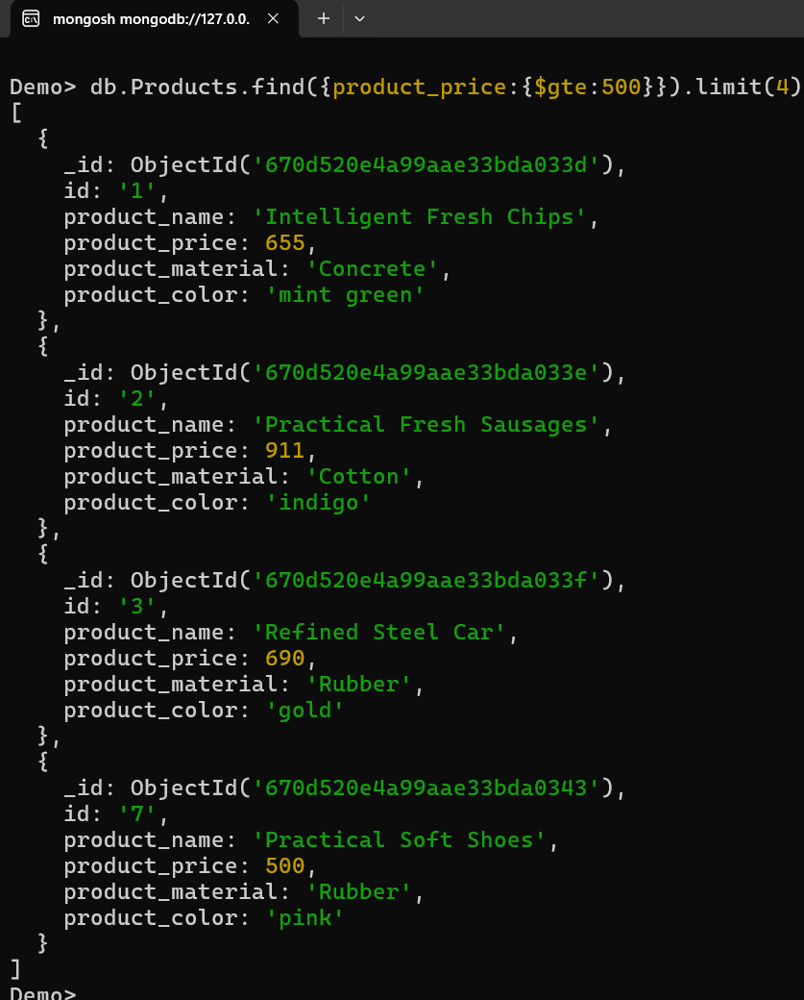 mongosh mongodb://127.0.0.
Demo> db.Products.find({product_price:{$gte:500}}).limit(4)
[
  {
    _id: ObjectId('670d520e4a99aae33bda033d'),
    id: '1',
    product_name: 'Intelligent Fresh Chips',
    product_price: 655,
    product_material: 'Concrete',
    product_color: 'mint green'
  },
  {
    _id: ObjectId('670d520e4a99aae33bda033e'),
    id: '2',
    product_name: 'Practical Fresh Sausages',
    product_price: 911,
    product_material: 'Cotton',
    product_color: 'indigo'
  },
  {
    _id: ObjectId('670d520e4a99aae33bda033f'),
    id: '3',
    product_name: 'Refined Steel Car',
    product_price: 690,
    product_material: 'Rubber',
    product_color: 'gold'
  },
  {
    _id: ObjectId('670d520e4a99aae33bda0343'),
    id: '7',
    product_name: 'Practical Soft Shoes',
    product_price: 500,
    product_material: 'Rubber',
    product_color: 'pink'
  }
]
Demo>